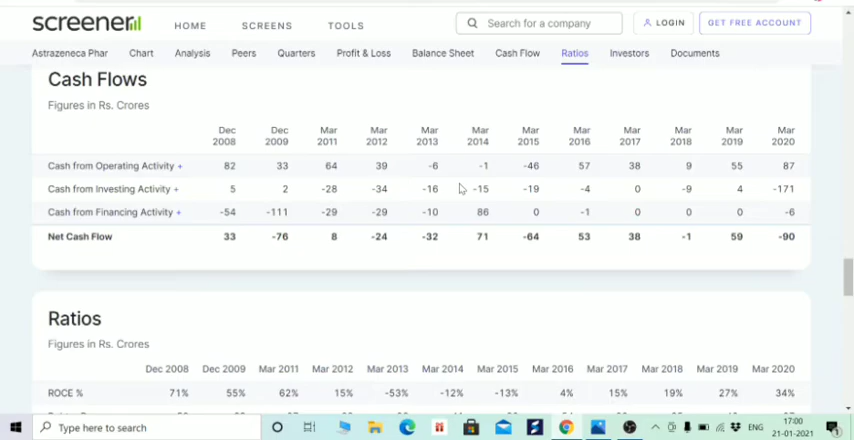 screener
HOME SCREENS TOOLS Search for a company LOGIN GET FREE ACCOUNT
Astrazeneca Phar Chart Analysis Peers Quarters Profit & Loss Balance Sheet Cash Flow Ratios Investors Documents
Cash Flows
Figures in Rs. Crores
Dec 2008 Dec 2009 Mar 2011 Mar 2012 Mar 2013 Mar 2014 Mar 2015 Mar 2016 Mar 2017 Mar 2018 Mar 2019 Mar 2020
Cash from Operating Activity + 82 33 64 39 -6 -1 -46 57 38 9 55 87
Cash from Investing Activity + 5 2 -28 -34 -16 -15 -19 -4 0 -9 4 -171
Cash from Financing Activity + -54 -111 -29 -29 -10 86 0 -1 0 0 0 -6
Net Cash Flow 33 -76 8 -24 -32 71 -64 53 38 -1 59 -90
Ratios
Figures in Rs. Crores
Dec 2008 Dec 2009 Mar 2011 Mar 2012 Mar 2013 Mar 2014 Mar 2015 Mar 2016 Mar 2017 Mar 2018 Mar 2019 Mar 2020
ROCE % 71% 55% 62% 15% -53% -12% -13% 4% 15% 19% 27% 34%
Type here to search ENG 17:00
21-01-2021